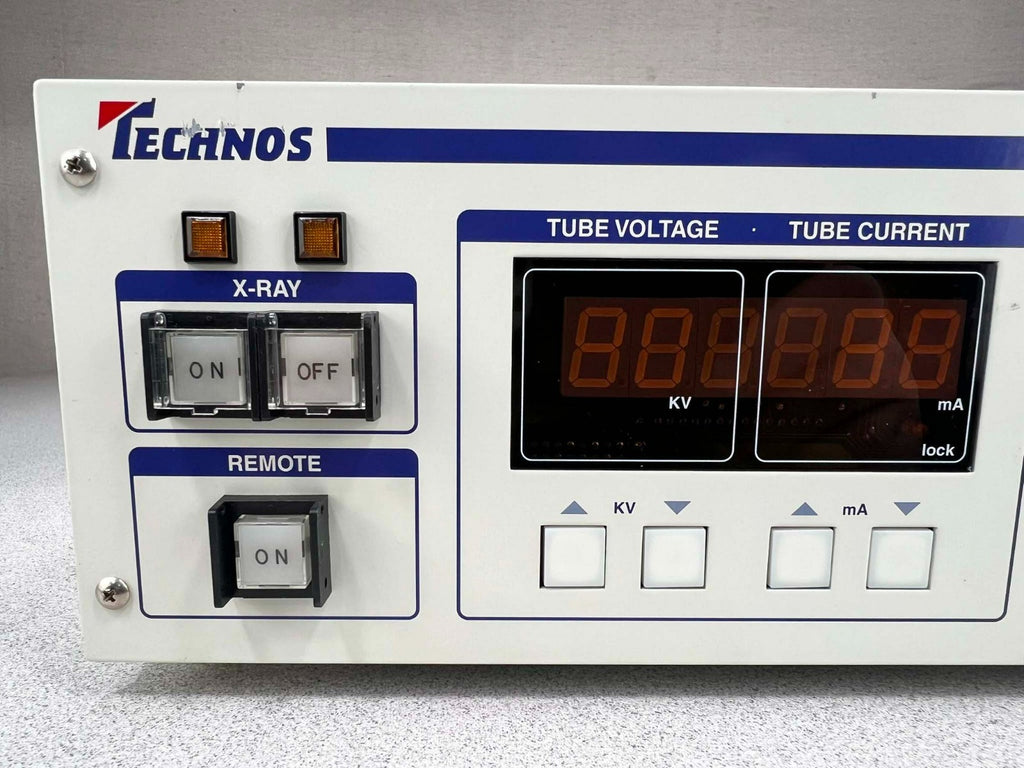 TECHNOS
TUBE VOLTAGE · TUBE CURRENT
X-RAY
ON OFF
KV mA
lock
REMOTE
ON
KV mA